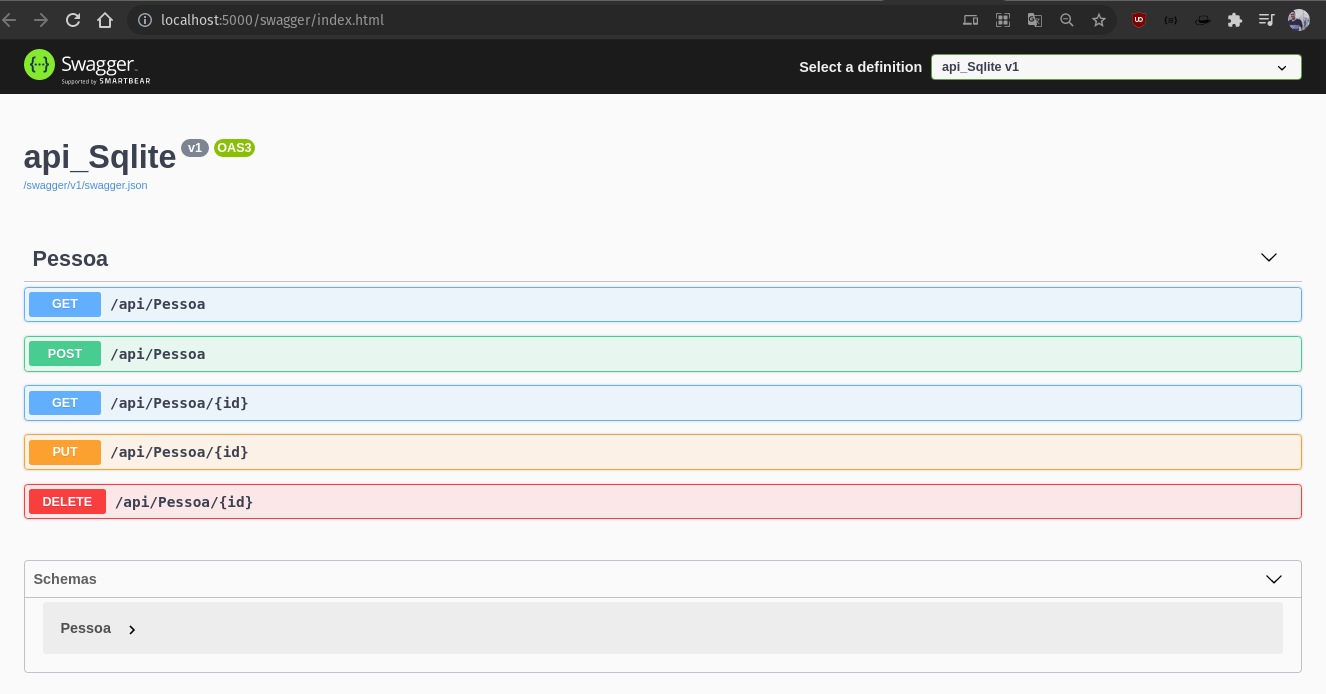 localhost:5000/swagger/index.html
UD
Swagger
Supported by SMARTBEAR
Select a definition
api_Sqlite v1
api_Sqlite v1 OAS3
/swagger/v1/swagger.json
Pessoa
GET /api/Pessoa
POST /api/Pessoa
GET /api/Pessoa/{id}
PUT /api/Pessoa/{id}
DELETE /api/Pessoa/{id}
Schemas
Pessoa